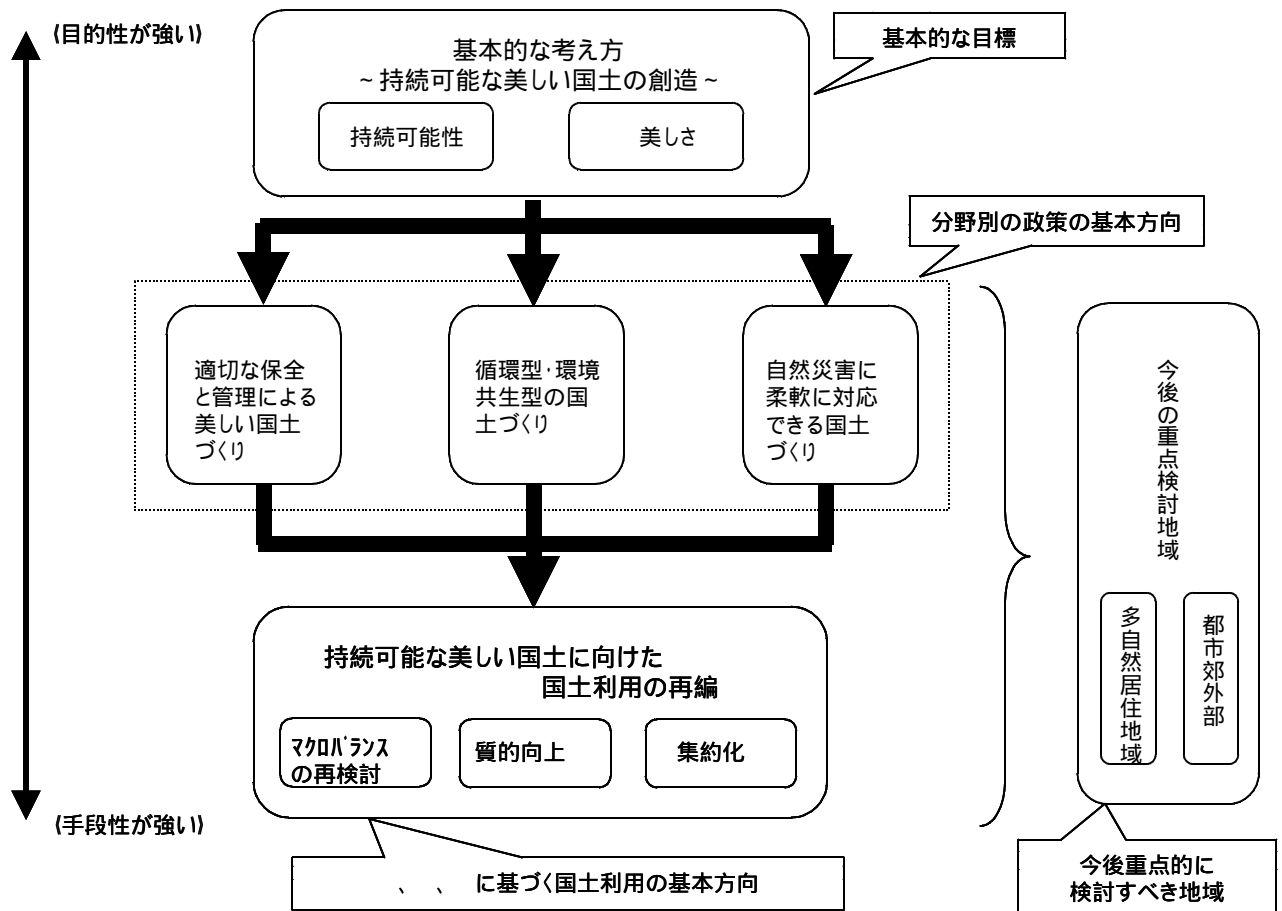 (目的性が強い)
基本的な考え方
~持続可能な美しい国土の創造~
持続可能性
美しさ
基本的な目標
分野別の政策の基本方向
適切な保全
と管理による
美しい国土
づくり
循環型・環境
共生型の国
土づくり
自然災害に
柔軟に対応
できる国土
づくり
今後の重点検討地域
多自然居住地域
都市郊外部
持続可能な美しい国土に向けた
国土利用の再編
マクロバランス
の再検討
質的向上
集約化
(手段性が強い)
、 、 に基づく国土利用の基本方向
今後重点的に
検討すべき地域